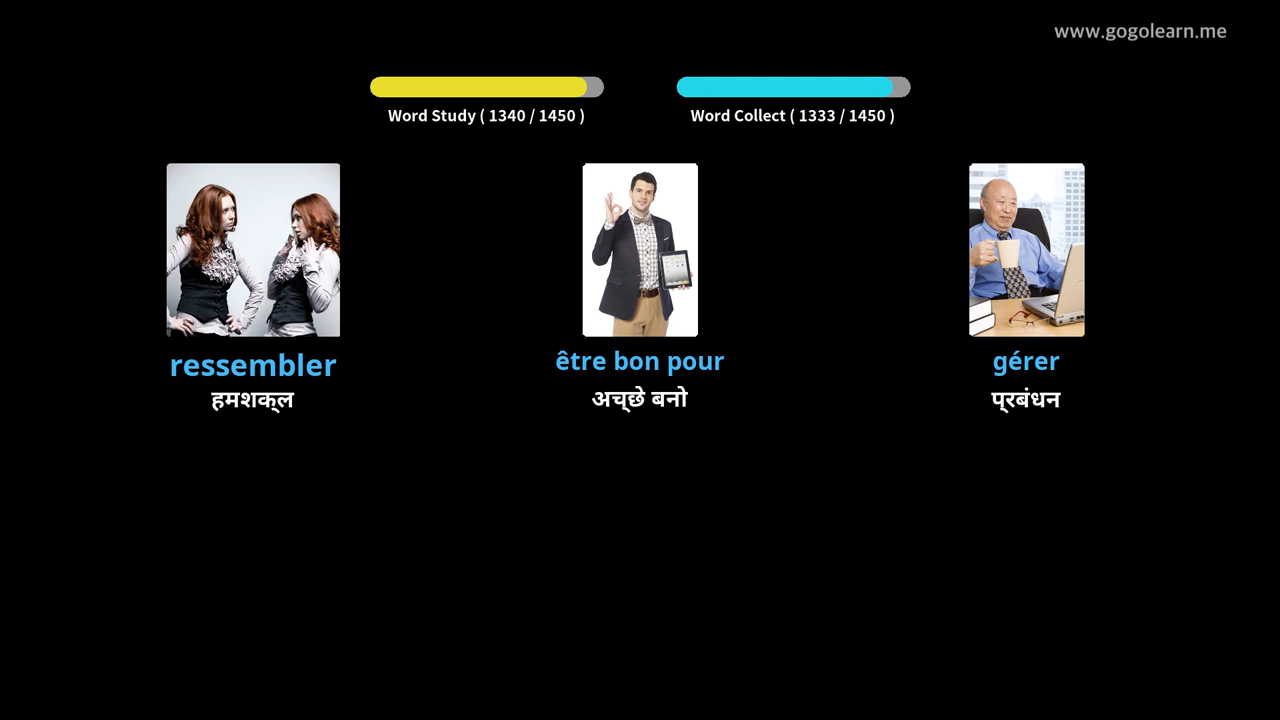 www.gogolearn.me
Word Study ( 1340 / 1450 )
Word Collect ( 1333 / 1450 )
ressembler
être bon pour
gérer
हमशक्ल
अच्छे बनो
प्रबंधन